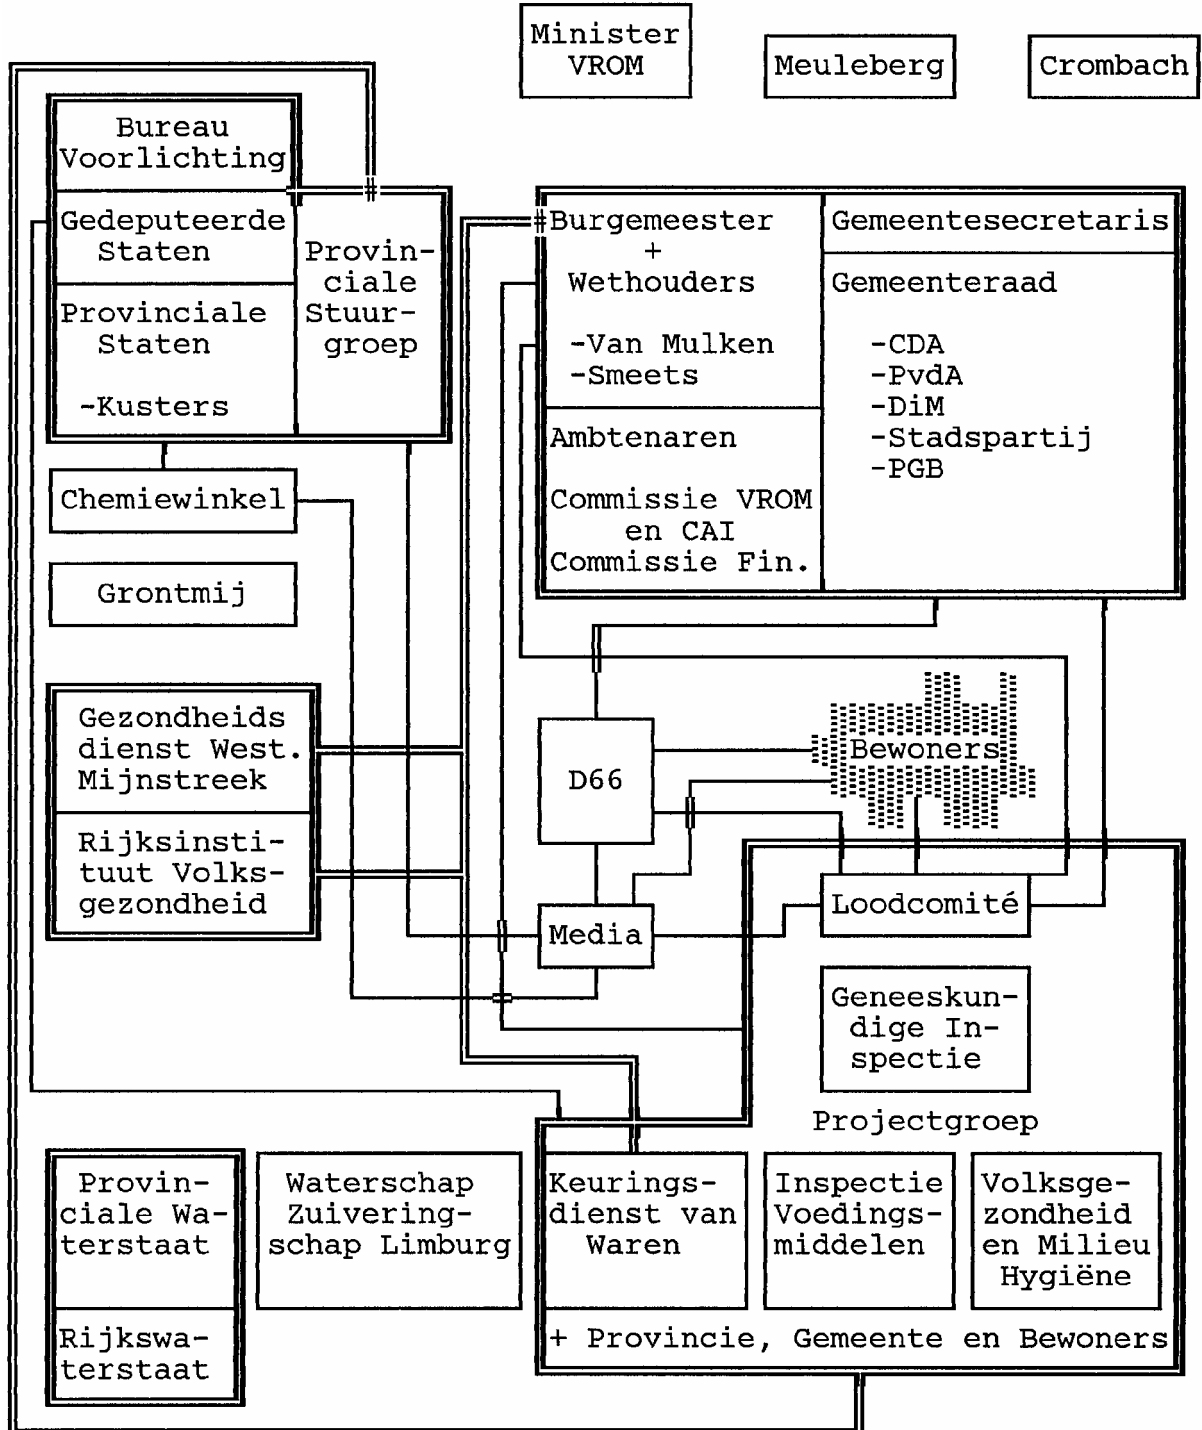 Minister
VROM
Meuleberg
Crombach
Bureau
Voorlichting
Gedeputeerde
Staten
Provinciale
Staten
-Kusters
Provin-
ciale
Stuur-
groep
Chemiewinkel
Grontmij
#Burgemeester
+
Wethouders
-Van Mulken
-Smeets
Ambtenaren
Commissie VROM
en CAI
Commissie Fin.
Gemeentesecretaris
Gemeenteraad
-CDA
-PvdA
-DiM
-Stadspartij
-PGB
Gezondheids
dienst West.
Mijnstreek
Rijksinsti-
tuut Volks-
gezondheid
D66
Bewoners
Media
Loodcomité
Geneeskun-
dige In-
spectie
Projectgroep
Provin-
ciale Wa-
terstaat
Rijkswa-
terstaat
Waterschap
Zuivering-
schap Limburg
Keurings-
dienst van
Waren
Inspectie
Voedings-
middelen
Volksge-
zondheid
en Milieu
Hygiëne
+ Provincie, Gemeente en Bewoners